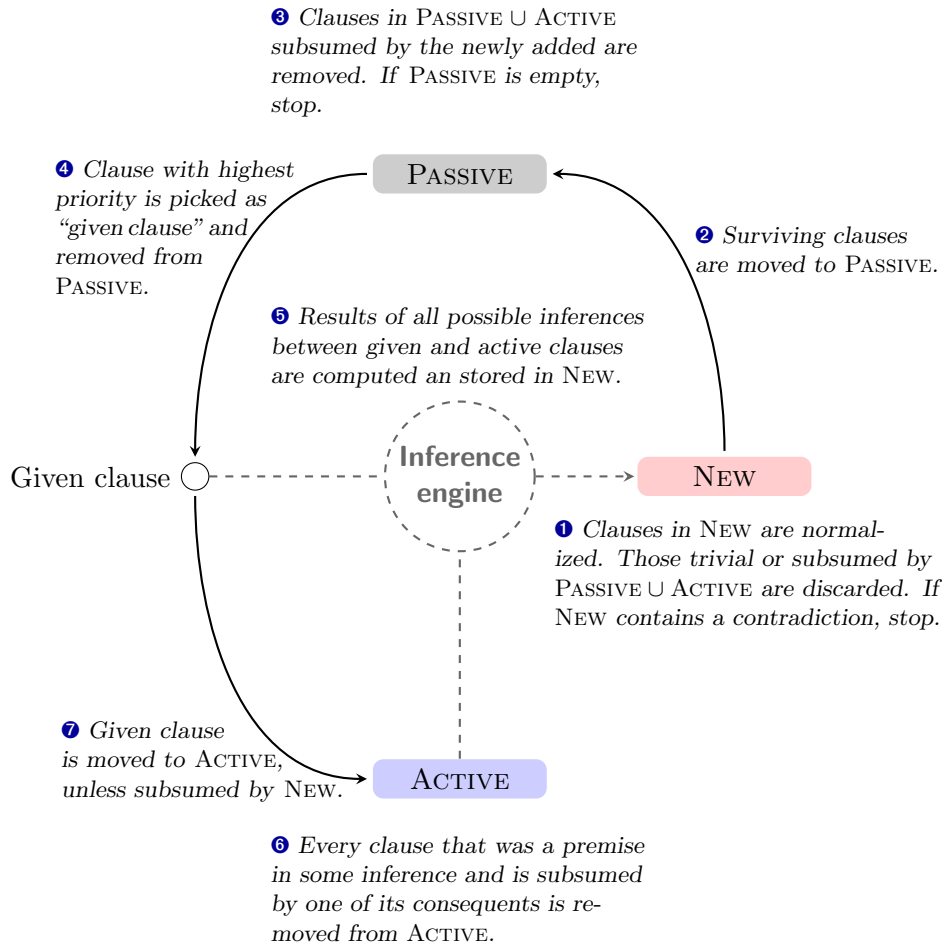 ❸ Clauses in PASSIVE ∪ ACTIVE
subsumed by the newly added are
removed. If PASSIVE is empty,
stop.
❹ Clause with highest
priority is picked as
“given clause” and
removed from
PASSIVE.
PASSIVE
❷ Surviving clauses
are moved to PASSIVE.
❺ Results of all possible inferences
between given and active clauses
are computed an stored in NEW.
Given clause
Inference
engine
NEW
❶ Clauses in NEW are normal-
ized. Those trivial or subsumed by
PASSIVE ∪ ACTIVE are discarded. If
NEW contains a contradiction, stop.
❼ Given clause
is moved to ACTIVE,
unless subsumed by NEW.
ACTIVE
❻ Every clause that was a premise
in some inference and is subsumed
by one of its consequents is re-
moved from ACTIVE.